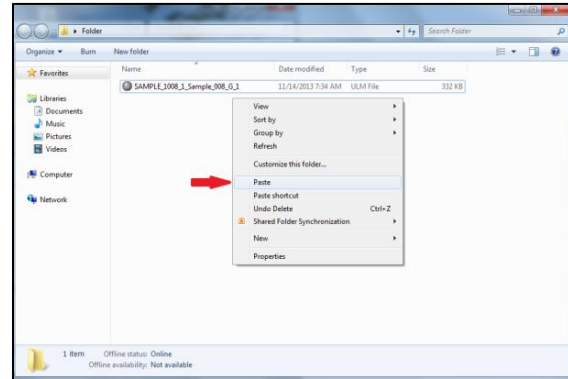 Folder
Search Folder
Organize
Burn
New folder
Name
Date modified
Type
Size
Favorites
SAMPLE_1008_1_Sample_008_G_1
11/14/2013 7:34 AM
ULM File
332 KB
Libraries
Documents
Music
Pictures
Videos
Computer
Network
View
Sort by
Group by
Refresh
Customize this folder...
Paste
Paste shortcut
Undo Delete
Ctrl+Z
Shared Folder Synchronization
New
Properties
1 item
Offline status: Online
Offline availability: Not available